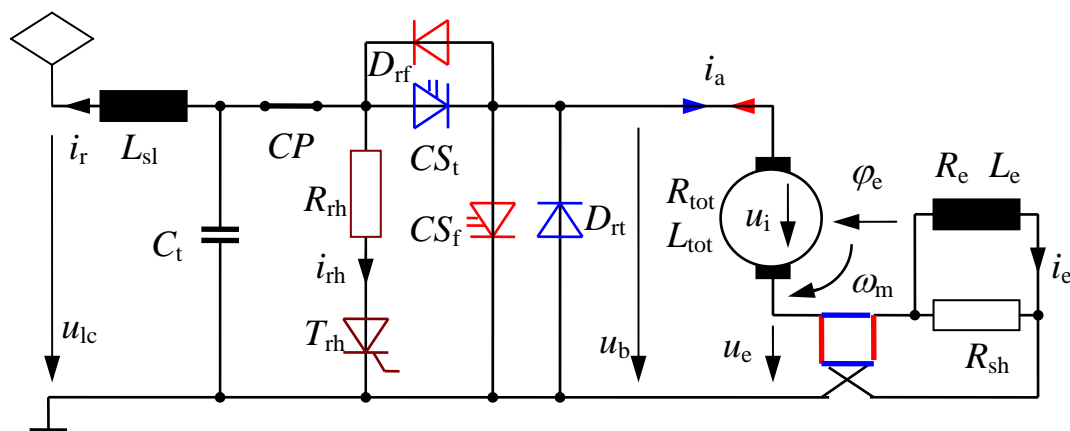 D_rf
i_a
i_r
L_sl
CP
CS_t
R_rh
CS_f
D_rt
R_tot
L_tot
u_i
φ_e
R_e
L_e
C_t
i_rh
ω_m
i_e
u_lc
T_rh
u_b
u_e
R_sh